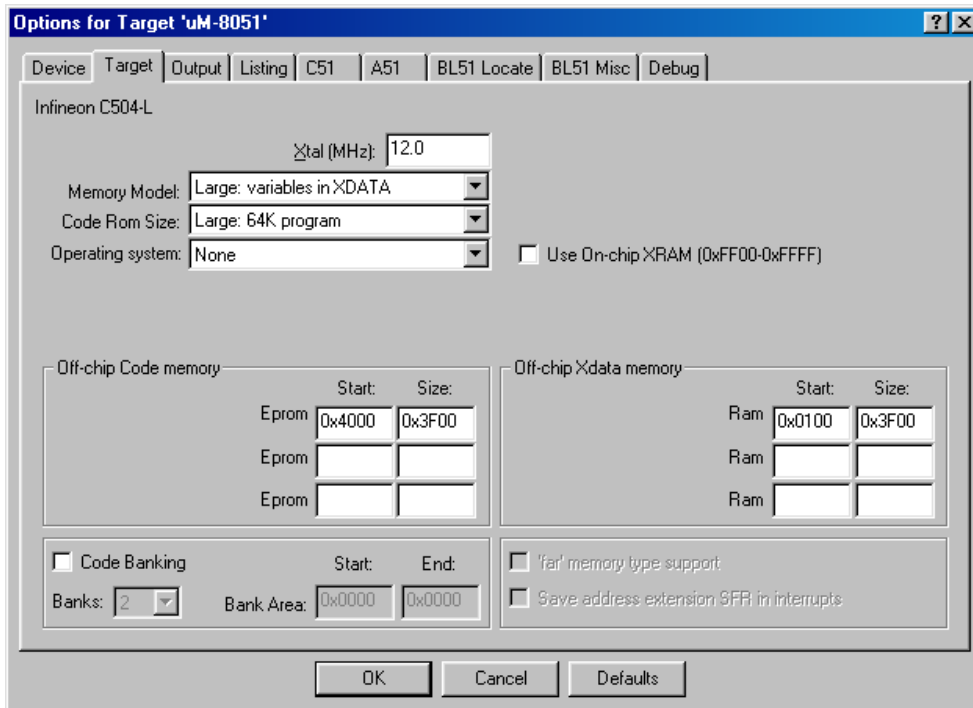 Options for Target 'uM-8051'
Device Target Output Listing C51 A51 BL51 Locate BL51 Misc Debug
Infineon C504-L
Xtal (MHz): 12.0
Memory Model: Large: variables in XDATA
Code Rom Size: Large: 64K program
Operating system: None
Use On-chip XRAM (0xFF00-0xFFFF)
Off-chip Code memory
Start: Size:
Eprom 0x4000 0x3F00
Eprom
Eprom
Off-chip Xdata memory
Start: Size:
Ram 0x0100 0x3F00
Ram
Ram
Code Banking Start: End:
Banks: 2 Bank Area: 0x0000 0x0000
'far' memory type support
Save address extension SFR in interrupts
OK Cancel Defaults